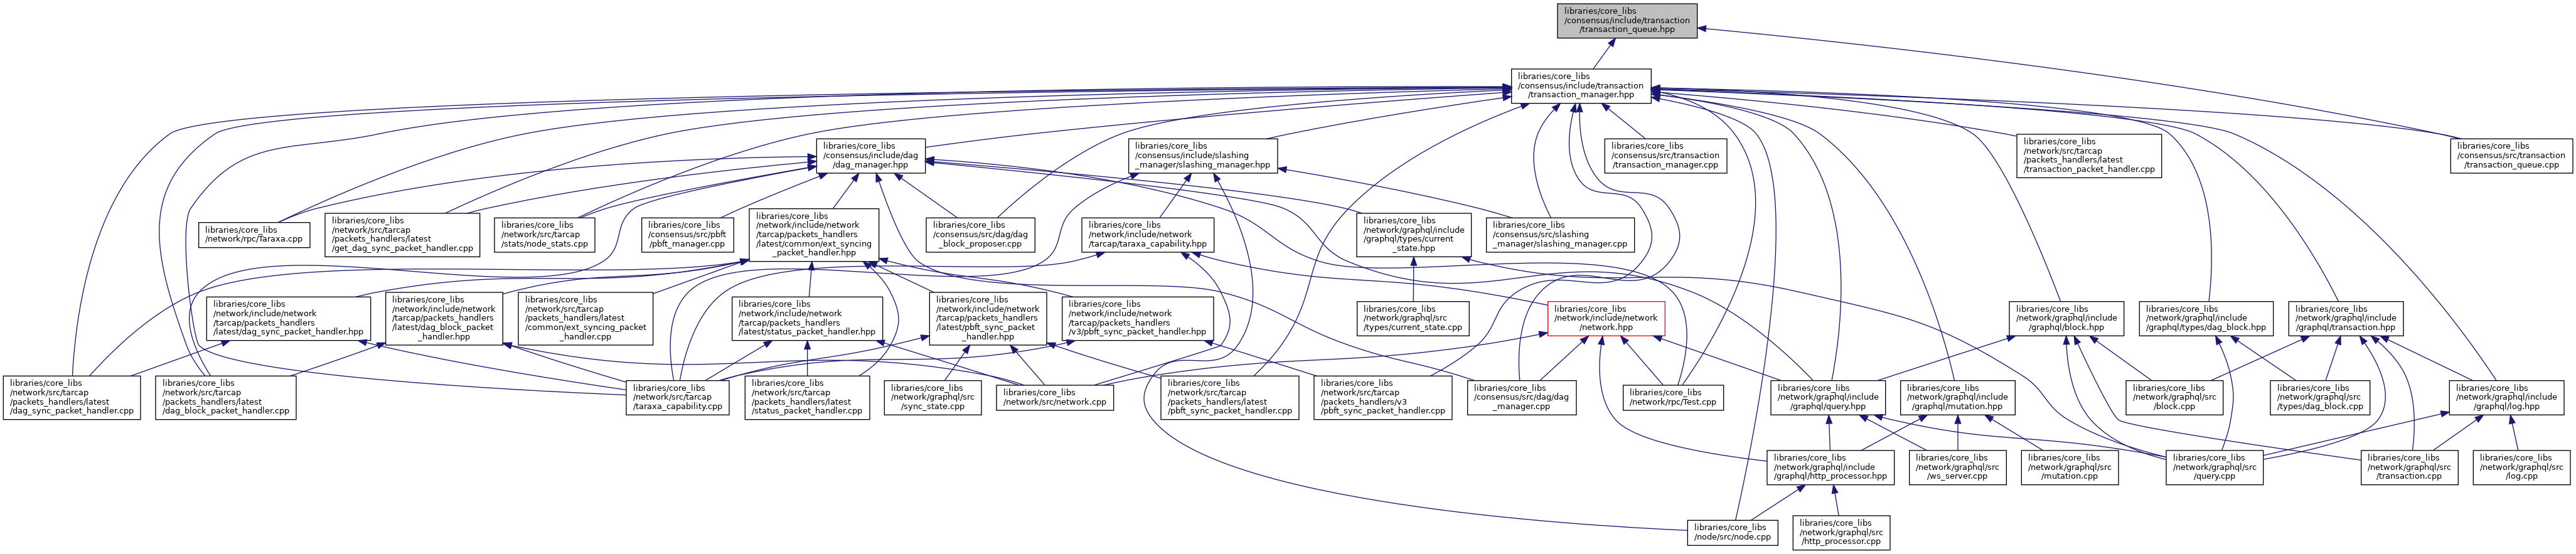 libraries/core_libs
/consensus/include/transaction
/transaction_queue.hpp
libraries/core_libs
/consensus/include/transaction
/transaction_manager.hpp
libraries/core_libs
/consensus/include/dag
/dag_manager.hpp
libraries/core_libs
/consensus/include/slashing
_manager/slashing_manager.hpp
libraries/core_libs
/consensus/src/transaction
/transaction_manager.cpp
libraries/core_libs
/network/src/tarcap
/packets_handlers/latest
/transaction_packet_handler.cpp
libraries/core_libs
/consensus/src/transaction
/transaction_queue.cpp
libraries/core_libs
/network/rpc/Taraxa.cpp
libraries/core_libs
/network/src/tarcap
/packets_handlers/latest
/get_dag_sync_packet_handler.cpp
libraries/core_libs
/network/src/tarcap
/stats/node_stats.cpp
libraries/core_libs
/consensus/src/pbft
/pbft_manager.cpp
libraries/core_libs
/network/include/network
/tarcap/packets_handlers
/latest/common/ext_syncing
_packet_handler.hpp
libraries/core_libs
/consensus/src/dag/dag
_block_proposer.cpp
libraries/core_libs
/network/include/network
/tarcap/taraxa_capability.hpp
libraries/core_libs
/network/graphql/include
/graphql/types/current
_state.hpp
libraries/core_libs
/consensus/src/slashing
_manager/slashing_manager.cpp
libraries/core_libs
/network/include/network
/tarcap/packets_handlers
/latest/dag_sync_packet_handler.hpp
libraries/core_libs
/network/include/network
/tarcap/packets_handlers
/latest/dag_block_packet
_handler.hpp
libraries/core_libs
/network/src/tarcap
/packets_handlers/latest
/common/ext_syncing_packet
_handler.cpp
libraries/core_libs
/network/include/network
/tarcap/packets_handlers
/latest/status_packet_handler.hpp
libraries/core_libs
/network/include/network
/tarcap/packets_handlers
/latest/pbft_sync_packet
_handler.hpp
libraries/core_libs
/network/include/network
/tarcap/packets_handlers
/v3/pbft_sync_packet_handler.hpp
libraries/core_libs
/network/graphql/src
/types/current_state.cpp
libraries/core_libs
/network/include/network
/network.hpp
libraries/core_libs
/network/graphql/include
/graphql/block.hpp
libraries/core_libs
/network/graphql/include
/graphql/types/dag_block.hpp
libraries/core_libs
/network/graphql/include
/graphql/transaction.hpp
libraries/core_libs
/network/src/tarcap
/packets_handlers/latest
/dag_sync_packet_handler.cpp
libraries/core_libs
/network/src/tarcap
/packets_handlers/latest
/dag_block_packet_handler.cpp
libraries/core_libs
/network/src/tarcap
/taraxa_capability.cpp
libraries/core_libs
/network/src/tarcap
/packets_handlers/latest
/status_packet_handler.cpp
libraries/core_libs
/network/graphql/src
/sync_state.cpp
libraries/core_libs
/network/src/network.cpp
libraries/core_libs
/network/src/tarcap
/packets_handlers/latest
/pbft_sync_packet_handler.cpp
libraries/core_libs
/network/src/tarcap
/packets_handlers/v3
/pbft_sync_packet_handler.cpp
libraries/core_libs
/consensus/src/dag/dag
_manager.cpp
libraries/core_libs
/network/rpc/Test.cpp
libraries/core_libs
/network/graphql/include
/graphql/query.hpp
libraries/core_libs
/network/graphql/include
/graphql/mutation.hpp
libraries/core_libs
/network/graphql/src
/block.cpp
libraries/core_libs
/network/graphql/src
/types/dag_block.cpp
libraries/core_libs
/network/graphql/include
/graphql/log.hpp
libraries/core_libs
/network/graphql/include
/graphql/http_processor.hpp
libraries/core_libs
/network/graphql/src
/ws_server.cpp
libraries/core_libs
/network/graphql/src
/mutation.cpp
libraries/core_libs
/network/graphql/src
/query.cpp
libraries/core_libs
/network/graphql/src
/transaction.cpp
libraries/core_libs
/network/graphql/src
/log.cpp
libraries/core_libs
/node/src/node.cpp
libraries/core_libs
/network/graphql/src
/http_processor.cpp